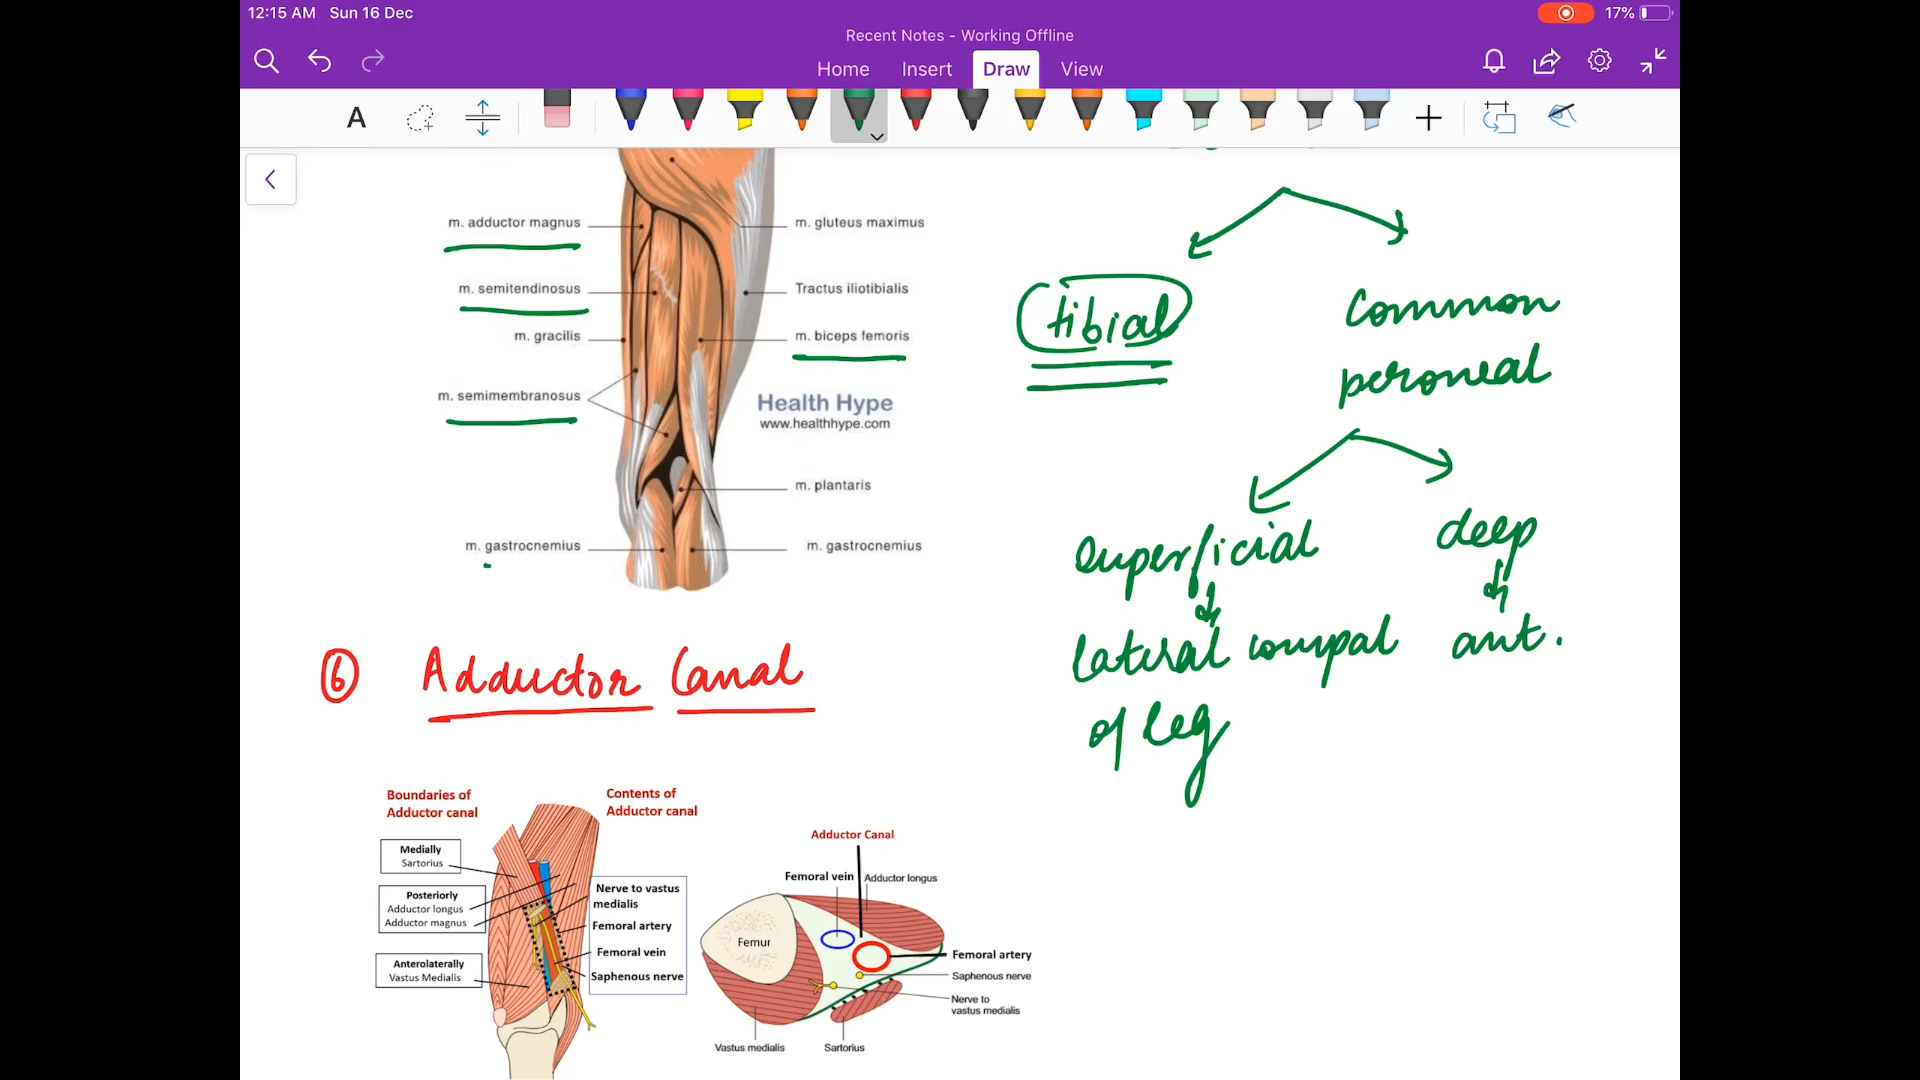 12:15 AM Sun 16 Dec
17%
Recent Notes - Working Offline
Home Insert Draw View
A
m. adductor magnus
m. semitendinosus
m. gracilis
m. semimembranosus
m. gastrocnemius
m. gluteus maximus
Tractus iliotibialis
m. biceps femoris
Health Hype
www.healthhype.com
m. plantaris
m. gastrocnemius
tibial
Common
peroneal
superficial
deep
lateral compal
ant.
of leg
6 Adductor Canal
Boundaries of
Adductor canal
Medially
Sartorius
Posteriorly
Adductor longus
Adductor magnus
Anterolaterally
Vastus Medialis
Contents of
Adductor canal
Nerve to vastus
medialis
Femoral artery
Femoral vein
Saphenous nerve
Adductor Canal
Femoral vein
Adductor longus
Femur
Femoral artery
Saphenous nerve
Nerve to
vastus medialis
Vastus medialis
Sartorius